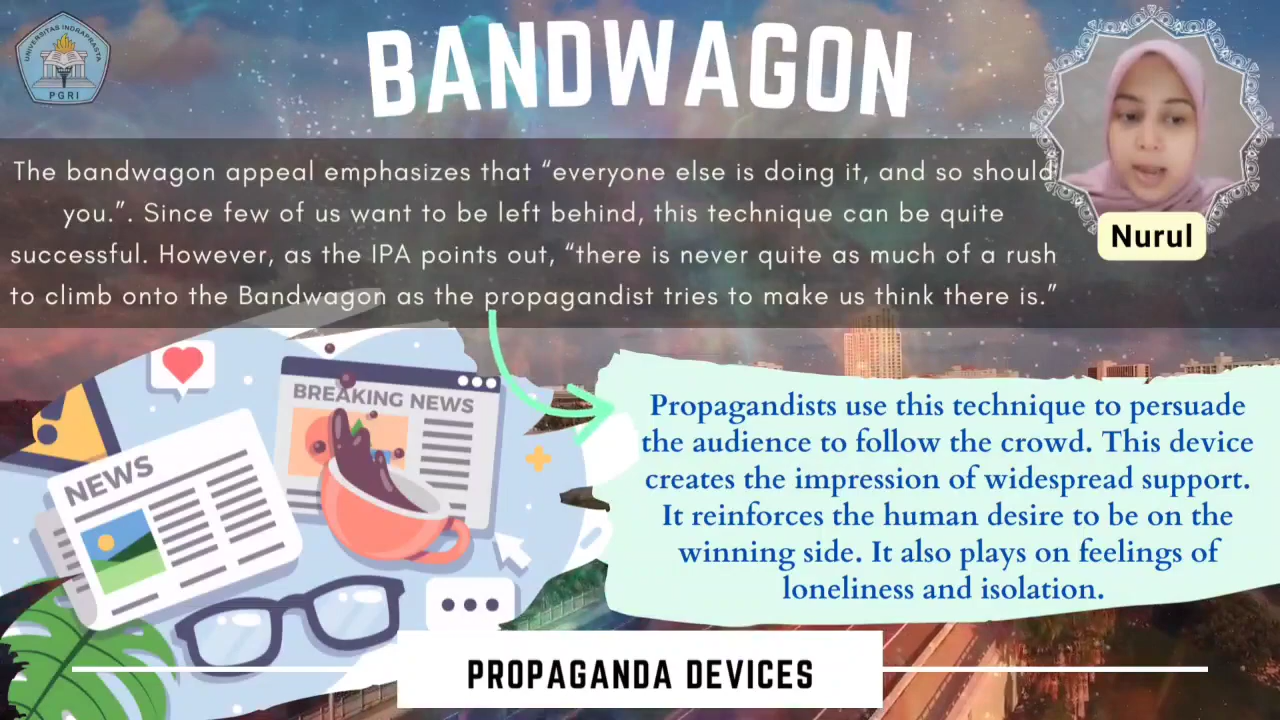 UNIVERSITAS INDRAPRASTA
PGRI
BANDWAGON
The bandwagon appeal emphasizes that “everyone else is doing it, and so should
you.”. Since few of us want to be left behind, this technique can be quite
successful. However, as the IPA points out, “there is never quite as much of a rush
to climb onto the Bandwagon as the propagandist tries to make us think there is.”
Nurul
BREAKING NEWS
NEWS
Propagandists use this technique to persuade
the audience to follow the crowd. This device
creates the impression of widespread support.
It reinforces the human desire to be on the
winning side. It also plays on feelings of
loneliness and isolation.
PROPAGANDA DEVICES